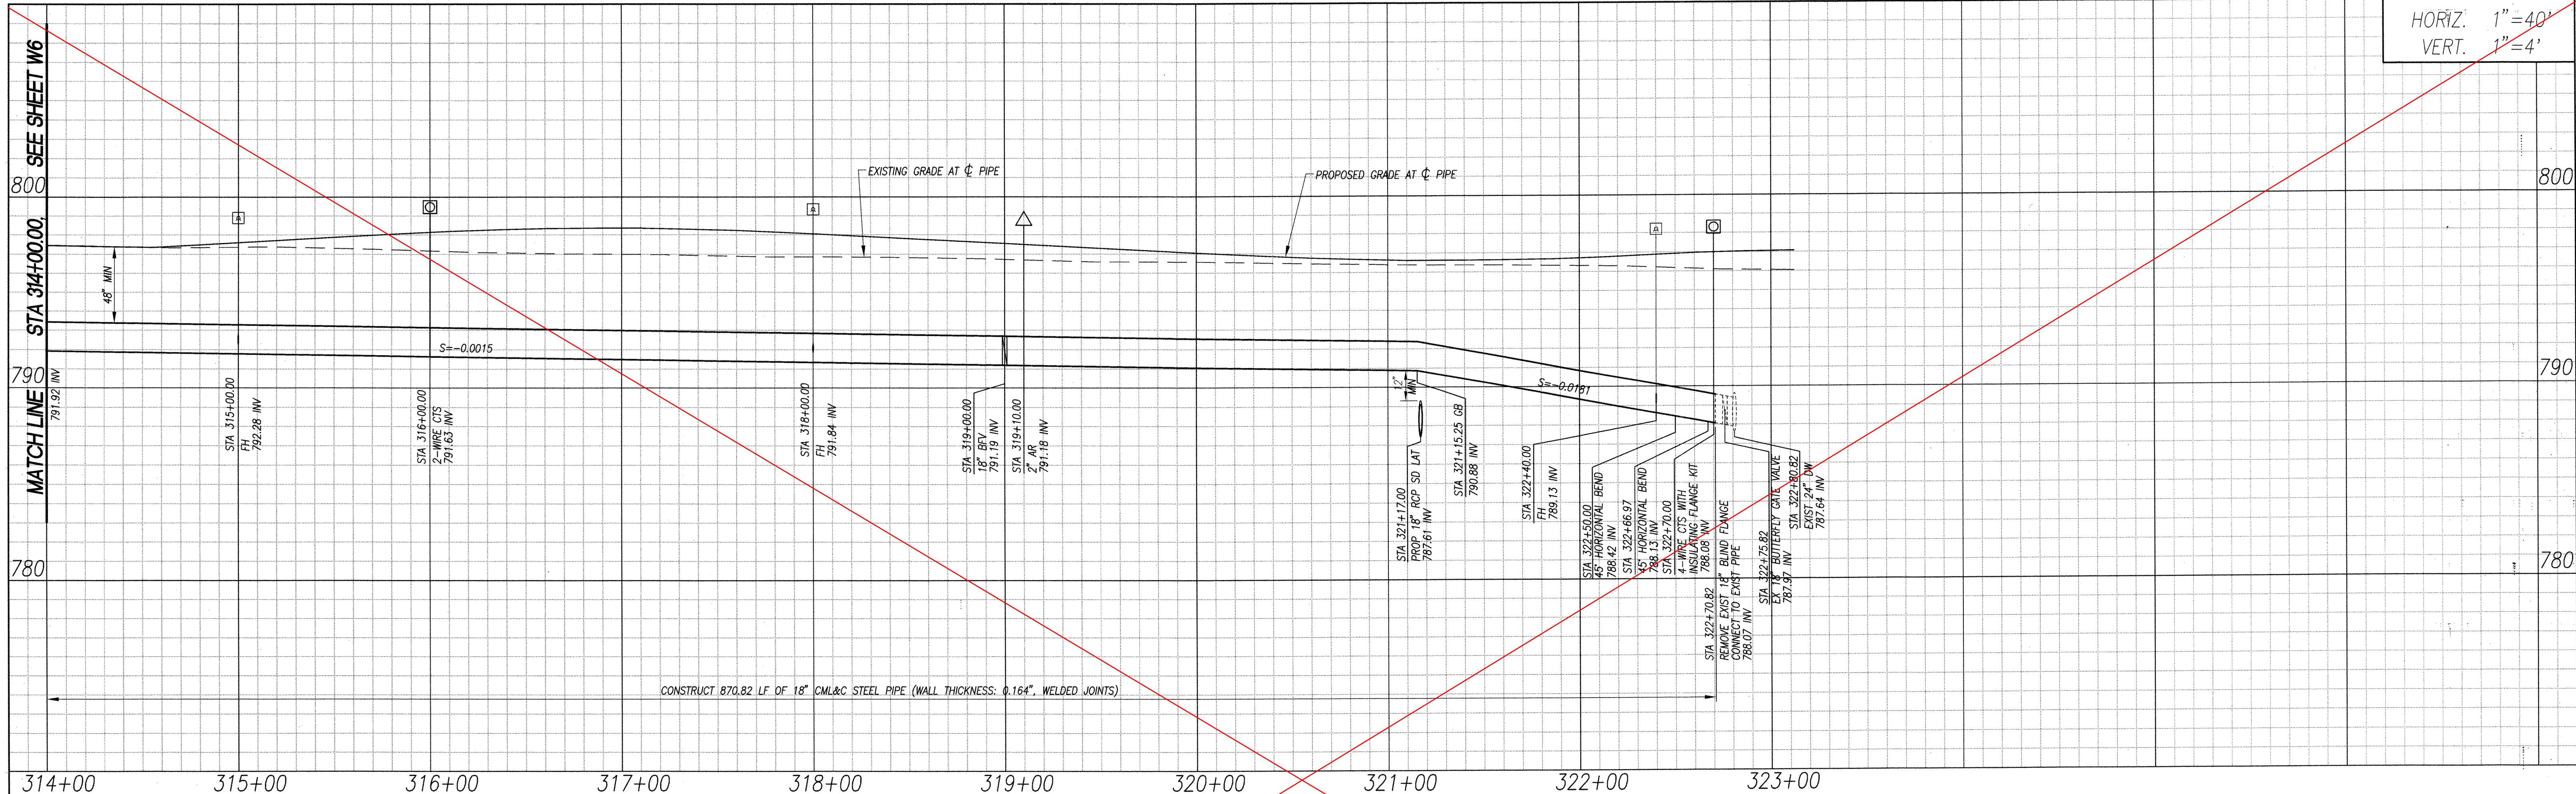 HORIZ. 1"=40'
VERT. 1"=4'
MATCH LINE STA 314+00.00, SEE SHEET W6
800
790
780
800
790
780
EXISTING GRADE AT ℄ PIPE
PROPOSED GRADE AT ℄ PIPE
48" MIN
S=-0.0015
S=-0.0161
12"
MIN
791.92 INV
STA 315+00.00
FH
792.28 INV
STA 316+00.00
2-WIRE CTS
791.63 INV
STA 318+00.00
FH
791.84 INV
STA 319+00.00
18" BFV
791.19 INV
STA 319+10.00
2" AR
791.18 INV
STA 321+17.00
PROP 18" RCP SD LAT
787.61 INV
STA 321+15.25 GB
790.88 INV
STA 322+40.00
FH
789.13 INV
STA 322+50.00
45° HORIZONTAL BEND
788.42 INV
STA 322+66.97
45° HORIZONTAL BEND
788.13 INV
STA 322+70.00
4-WIRE CTS WITH
INSULATING FLANGE KIT
788.08 INV
STA 322+70.82
REMOVE EXIST 18" BLIND FLANGE
CONNECT TO EXIST PIPE
788.07 INV
STA 322+75.82
EX 18" BUTTERFLY GATE VALVE
787.97 INV
STA 322+80.82
EXIST 24" DW
787.64 INV
CONSTRUCT 870.82 LF OF 18" CML&C STEEL PIPE (WALL THICKNESS: 0.164", WELDED JOINTS)
314+00 315+00 316+00 317+00 318+00 319+00 320+00 321+00 322+00 323+00